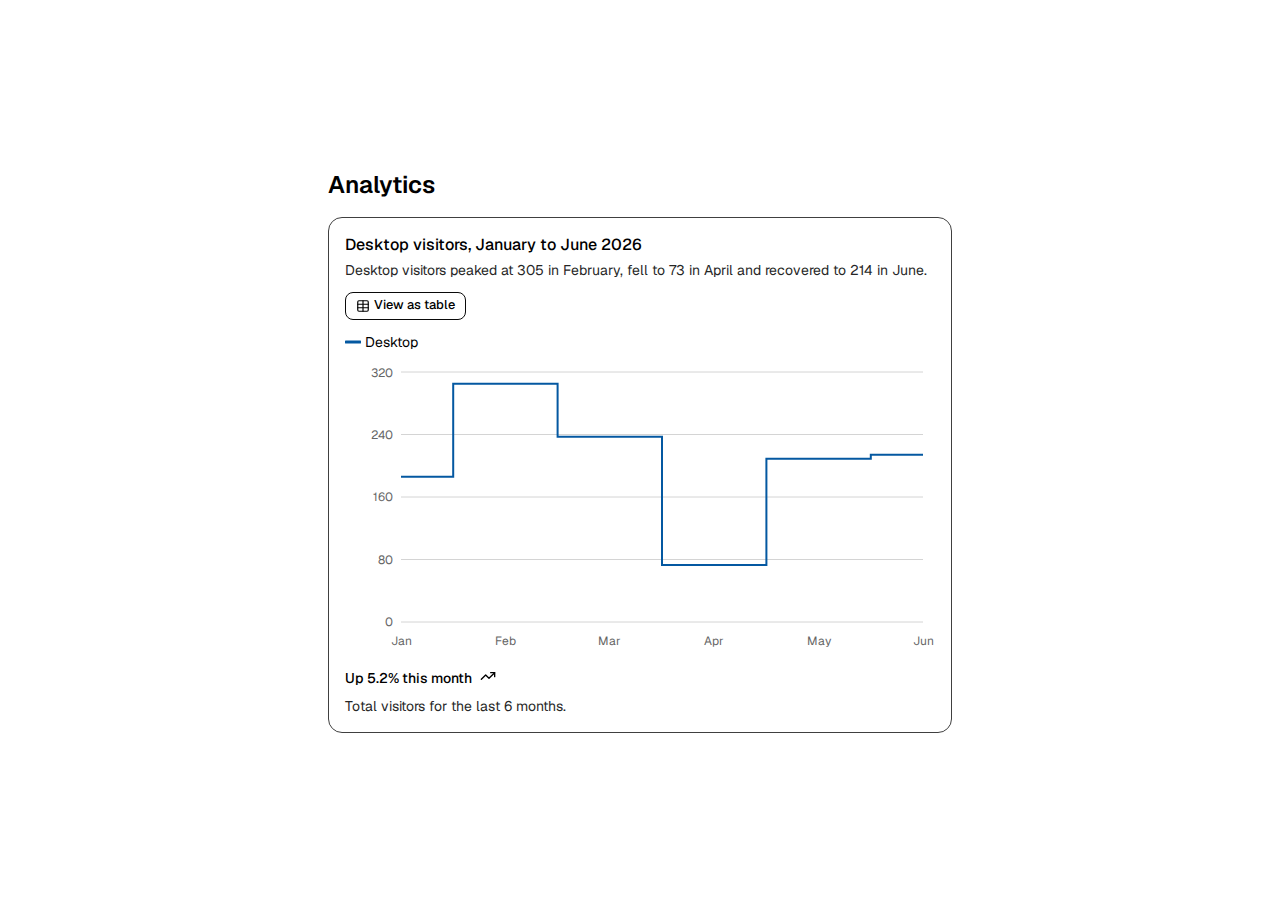 Analytics
Desktop visitors, January to June 2026
Desktop visitors peaked at 305 in February, fell to 73 in April and recovered to 214 in June.
View as table
Desktop
320
240
160
80
0
Jan Feb Mar Apr May Jun
Up 5.2% this month
Total visitors for the last 6 months.